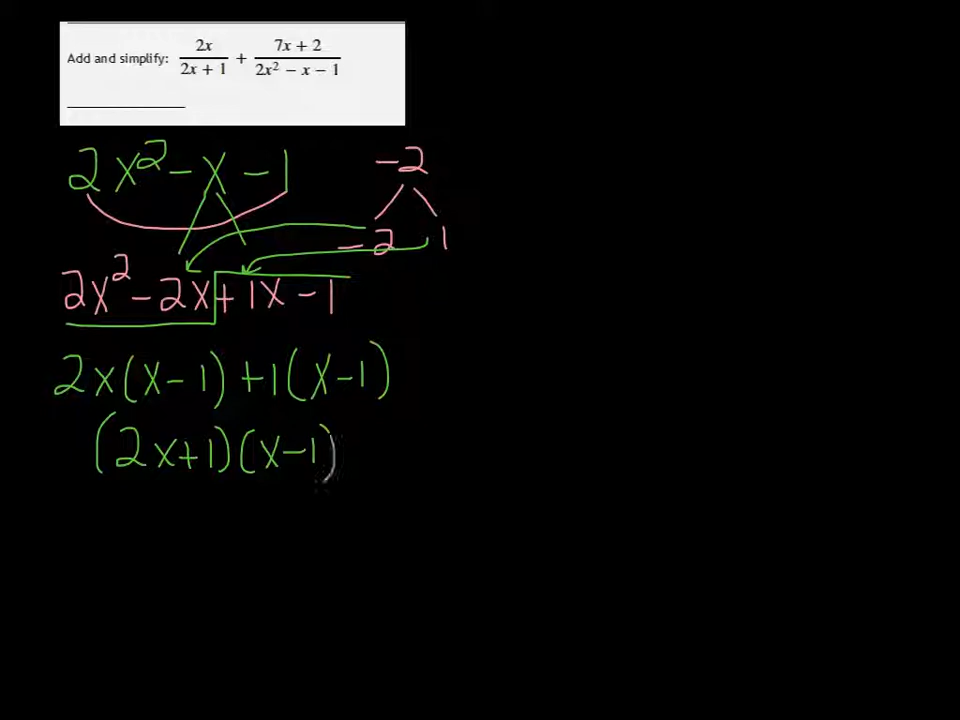 Add and simplify: 2x/(2x + 1) + (7x + 2)/(2x² − x − 1)
2x² − x − 1
−2
−2 1
2x² − 2x + 1x − 1
2x(x − 1) + 1(x − 1)
(2x + 1)(x − 1)